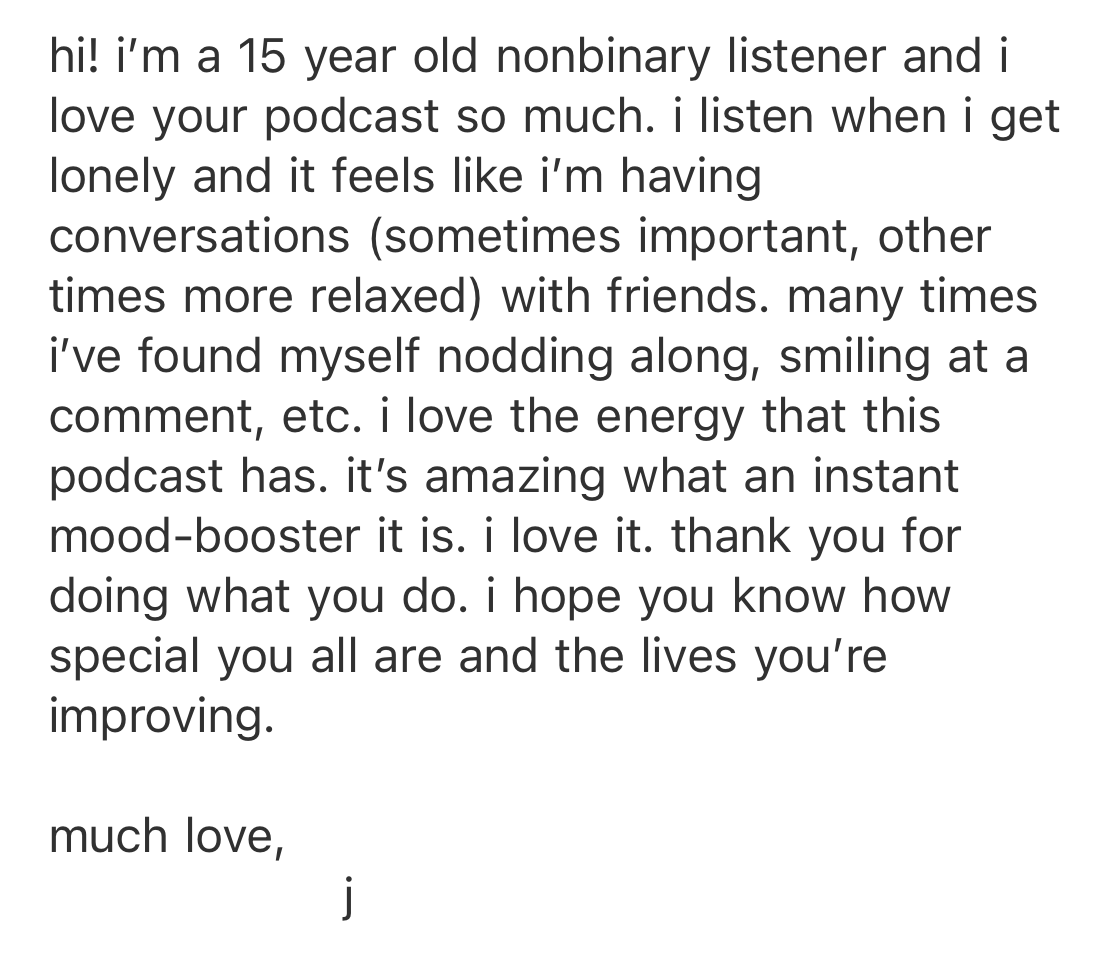 hi! i’m a 15 year old nonbinary listener and i
love your podcast so much. i listen when i get
lonely and it feels like i’m having
conversations (sometimes important, other
times more relaxed) with friends. many times
i’ve found myself nodding along, smiling at a
comment, etc. i love the energy that this
podcast has. it’s amazing what an instant
mood-booster it is. i love it. thank you for
doing what you do. i hope you know how
special you all are and the lives you’re
improving.
much love,
j